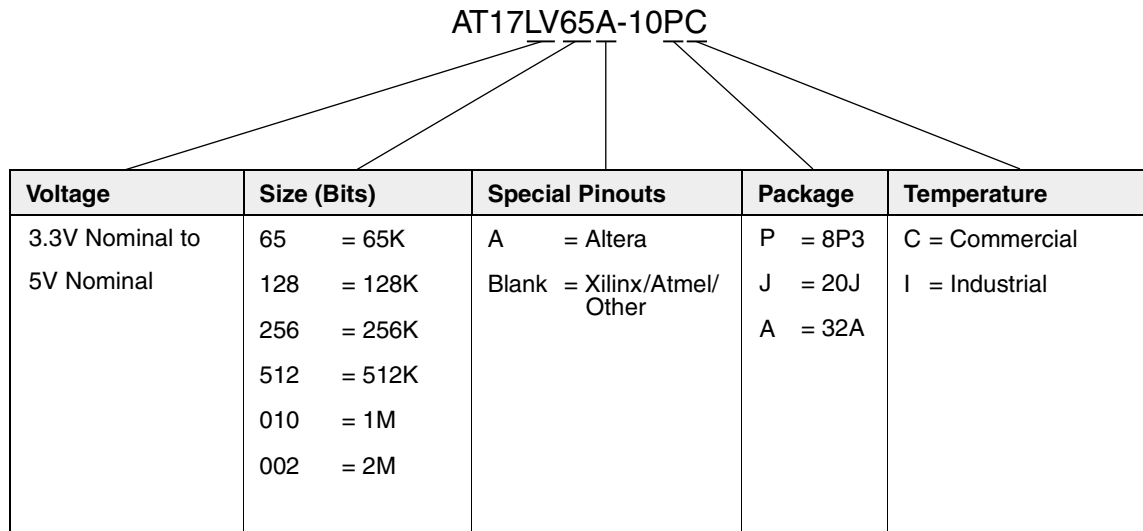 AT17LV65A-10PC
Voltage
Size (Bits)
Special Pinouts
Package
Temperature
3.3V Nominal to
5V Nominal
65 = 65K
128 = 128K
256 = 256K
512 = 512K
010 = 1M
002 = 2M
A = Altera
Blank = Xilinx/Atmel/
Other
P = 8P3
J = 20J
A = 32A
C = Commercial
I = Industrial